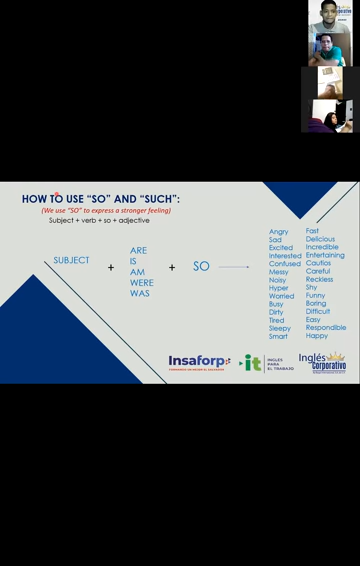 HOW TO USE “SO” AND “SUCH”:
(We use “SO” to express a stronger feeling)
Subject + verb + so + adjective
SUBJECT
+
ARE
IS
AM
WERE
WAS
+
SO
Angry
Sad
Excited
Interested
Confused
Messy
Noisy
Hyper
Worried
Busy
Dirty
Tired
Sleepy
Smart
Fast
Delicious
Incredible
Entertaining
Cautios
Careful
Reckless
Shy
Funny
Boring
Difficult
Easy
Respondible
Happy
Insaforp
it
INGLÉS
PARA
EL TRABAJO
Inglés
Corporativo